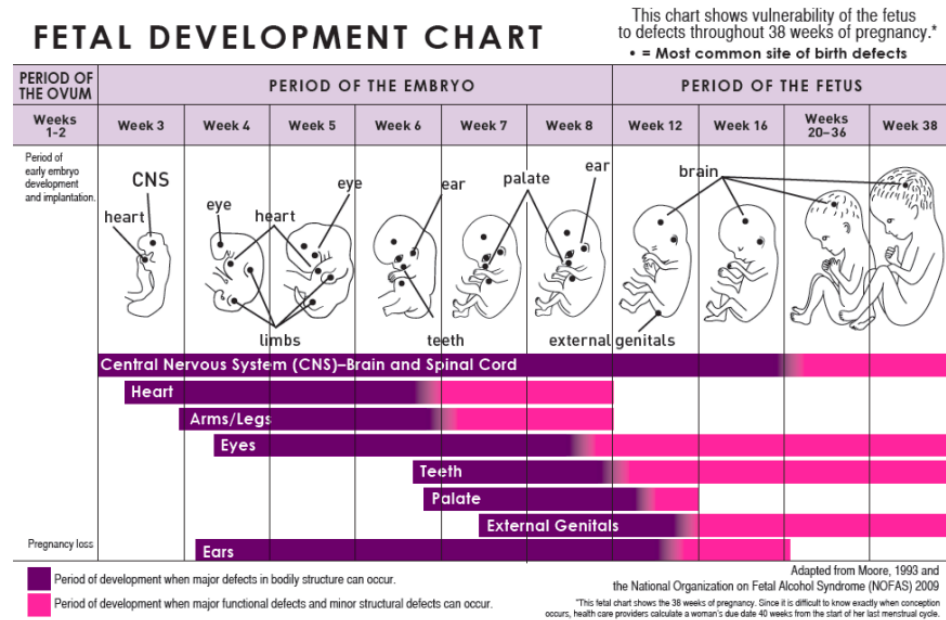 FETAL DEVELOPMENT CHART
This chart shows vulnerability of the fetus
to defects throughout 38 weeks of pregnancy.*
• = Most common site of birth defects
PERIOD OF
THE OVUM
PERIOD OF THE EMBRYO
PERIOD OF THE FETUS
Weeks
1-2
Week 3
Week 4
Week 5
Week 6
Week 7
Week 8
Week 12
Week 16
Weeks
20–36
Week 38
Period of
early embryo
development
and implantation.
CNS
heart
eye
heart
eye
limbs
ear
teeth
palate
ear
external genitals
brain
Central Nervous System (CNS)–Brain and Spinal Cord
Heart
Arms/Legs
Eyes
Teeth
Palate
External Genitals
Pregnancy loss
Ears
Period of development when major defects in bodily structure can occur.
Period of development when major functional defects and minor structural defects can occur.
Adapted from Moore, 1993 and
the National Organization on Fetal Alcohol Syndrome (NOFAS) 2009
*This fetal chart shows the 38 weeks of pregnancy. Since it is difficult to know exactly when conception
occurs, health care providers calculate a woman's due date 40 weeks from the start of her last menstrual cycle.